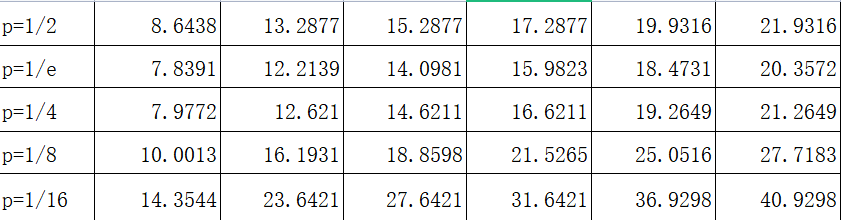 p=1/2 8.6438 13.2877 15.2877 17.2877 19.9316 21.9316
p=1/e 7.8391 12.2139 14.0981 15.9823 18.4731 20.3572
p=1/4 7.9772 12.621 14.6211 16.6211 19.2649 21.2649
p=1/8 10.0013 16.1931 18.8598 21.5265 25.0516 27.7183
p=1/16 14.3544 23.6421 27.6421 31.6421 36.9298 40.9298